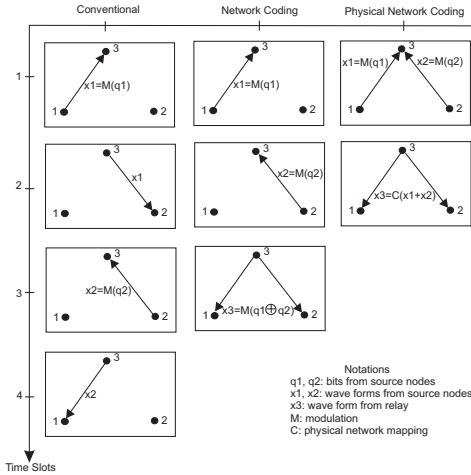 Conventional
Network Coding
Physical Network Coding
1
3
x1=M(q1)
1
2
3
x1=M(q1)
1
2
3
x1=M(q1)
x2=M(q2)
1
2
2
3
x1
1
2
3
x2=M(q2)
1
2
3
x3=C(x1+x2)
1
2
3
3
x2=M(q2)
1
2
3
x3=M(q1⊕q2)
1
2
4
3
x2
1
2
Time Slots
Notations
q1, q2: bits from source nodes
x1, x2: wave forms from source nodes
x3: wave form from relay
M: modulation
C: physical network mapping